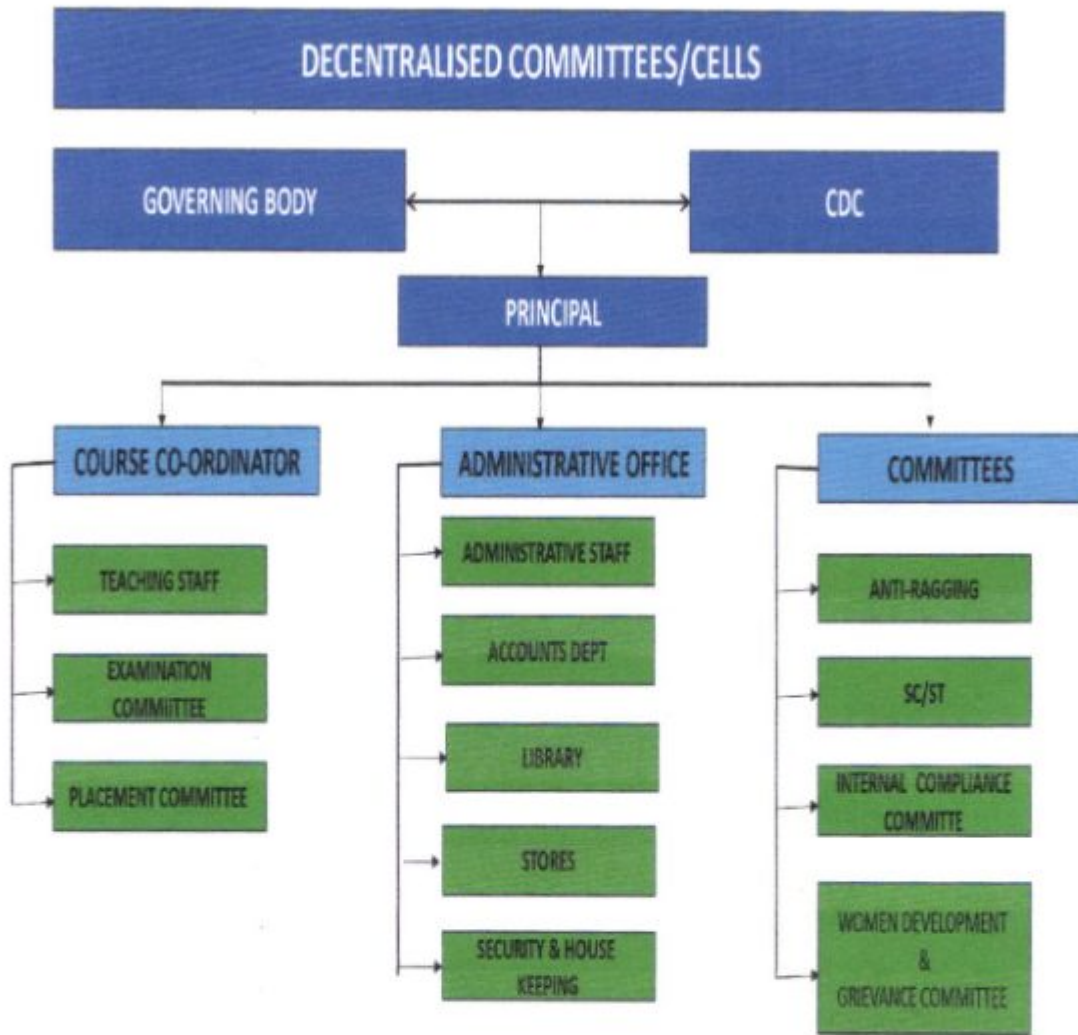 DECENTRALISED COMMITTEES/CELLS
GOVERNING BODY
CDC
PRINCIPAL
COURSE CO-ORDINATOR
TEACHING STAFF
EXAMINATION
COMMiTTEE
PLACEMENT COMMITTEE
ADMINISTRATIVE OFFICE
ADMINISTRATIVE STAFF
ACCOUNTS DEPT
LIBRARY
STORES
SECURITY & HOUSE
KEEPING
COMMITTEES
ANTI-RAGGING
SC/ST
INTERNAL COMPLIANCE
COMMITTE
WOMEN DEVELOPMENT
&
GRIEVANCE COMMITTEE